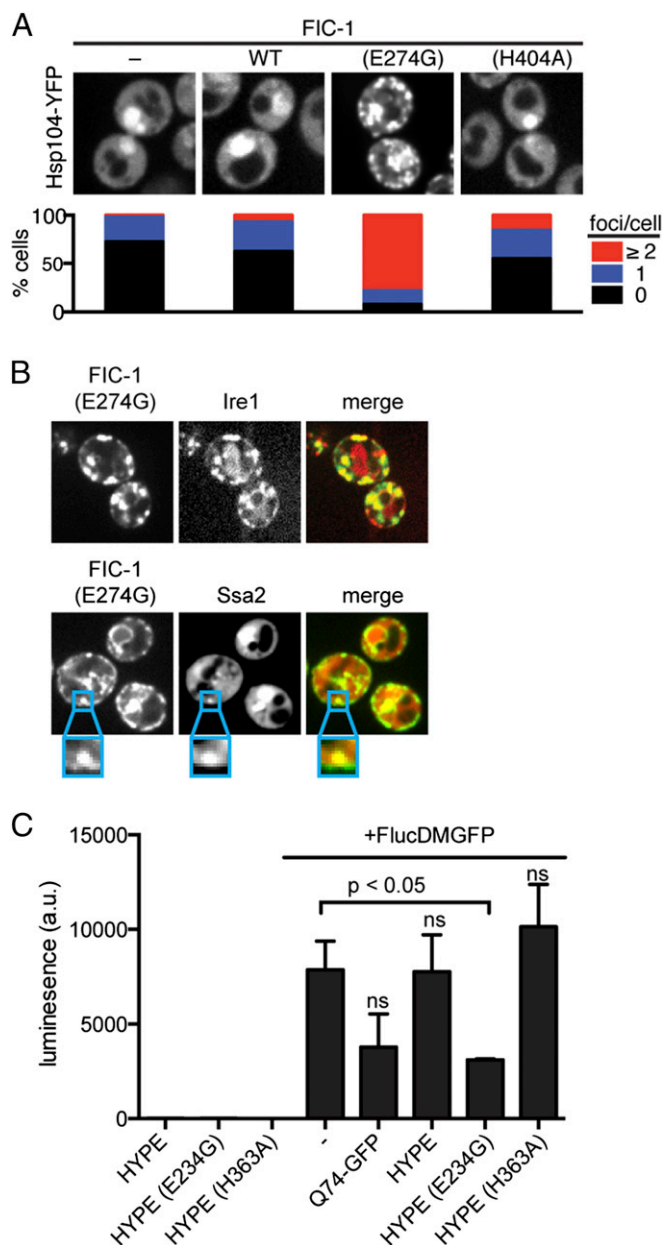 A
FIC-1
– WT (E274G) (H404A)
Hsp104-YFP
100
50
0
% cells
foci/cell
≥ 2
1
0
B
FIC-1
(E274G) Ire1 merge
FIC-1
(E274G) Ssa2 merge
C
15000
10000
5000
0
luminesence (a.u.)
+FlucDMGFP
p < 0.05
ns
ns
ns
ns
HYPE
HYPE (E234G)
HYPE (H363A)
-
Q74-GFP
HYPE
HYPE (E234G)
HYPE (H363A)